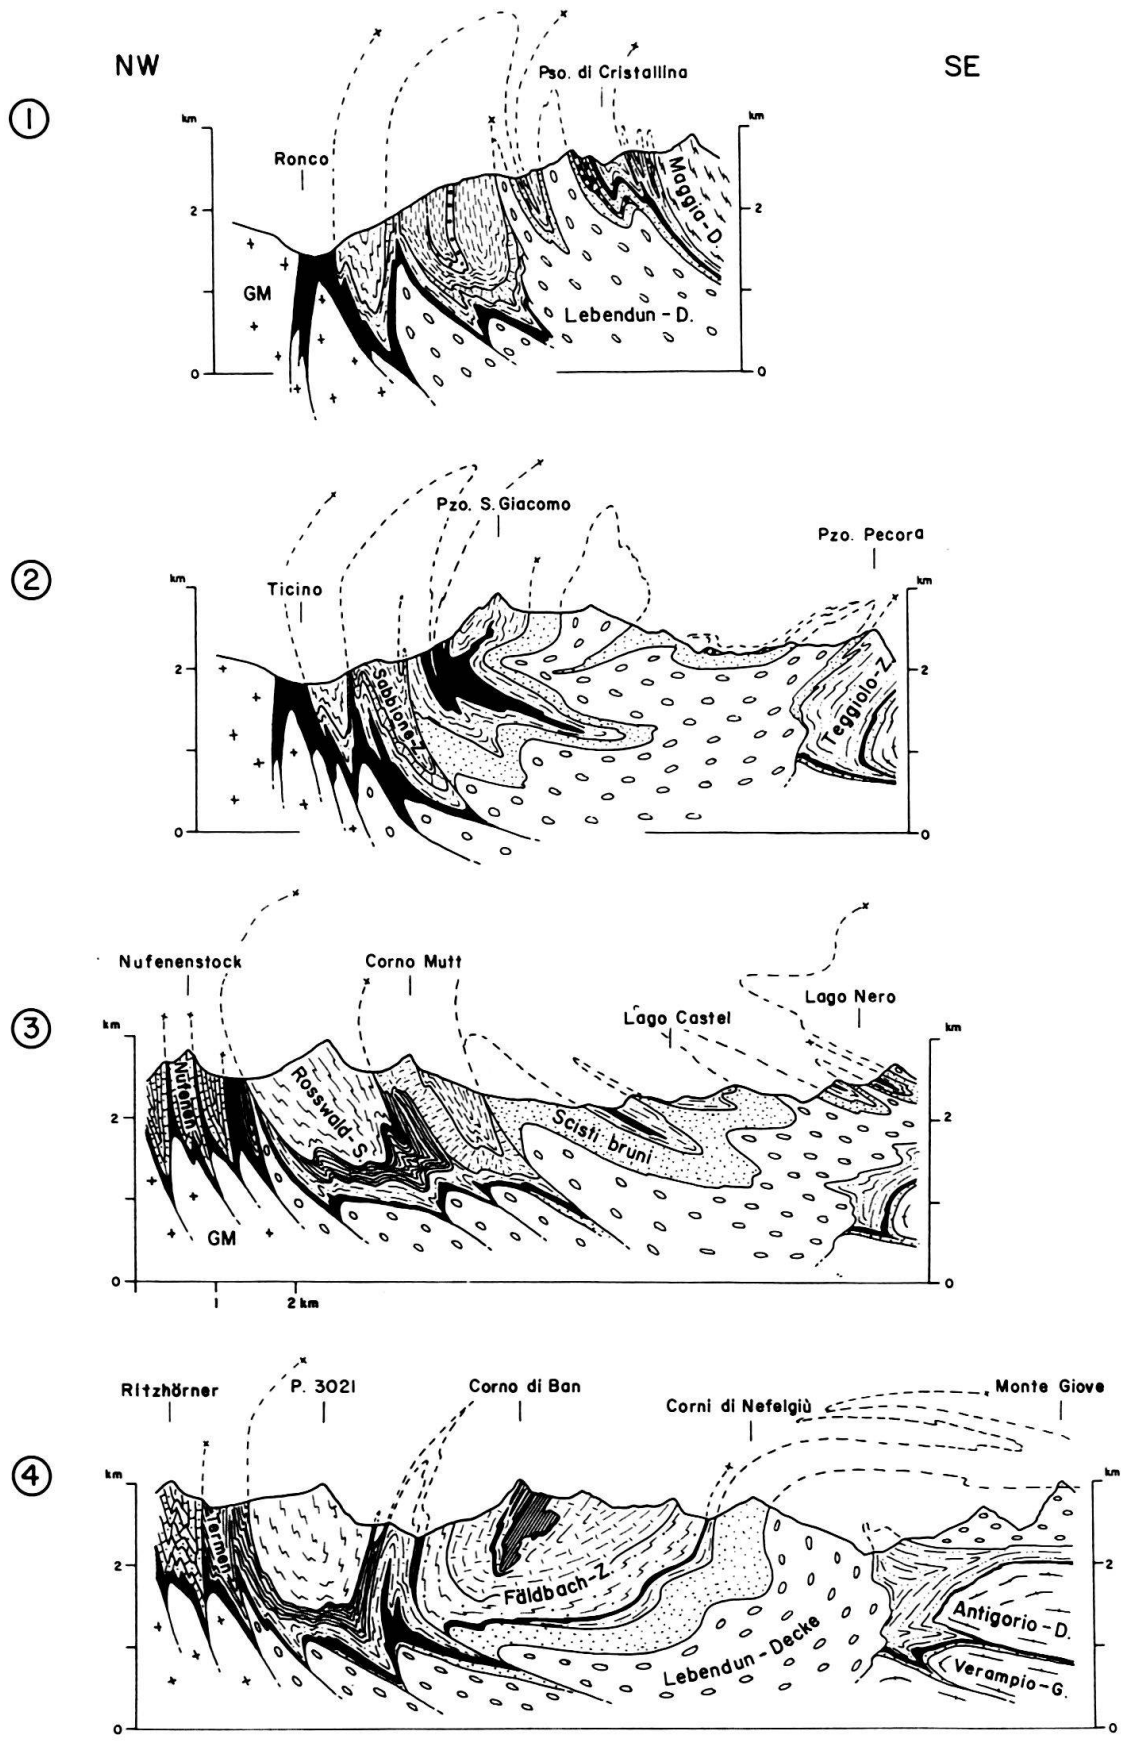 NW
SE
1
Pso. di Cristallina
km
km
Ronco
Maggia-D.
2
2
GM
Lebendun-D.
0
0
2
Pzo. S. Giacomo
Pzo. Pecora
km
km
Ticino
2
2
Sabbione-Z.
Teggiolo-Z.
0
0
3
Nufenenstock
Corno Mutt
Lago Nero
Lago Castel
km
km
Nufenen
Rosswald-S.
2
2
Scisti bruni
GM
0
0
1
2 km
4
Ritzhörner
P. 3021
Corno di Ban
Corni di Nefelgiù
Monte Giove
km
km
Termen
2
2
Fäldbach-Z.
Antigorio-D.
Lebendun-Decke
Verampio-G.
0
0